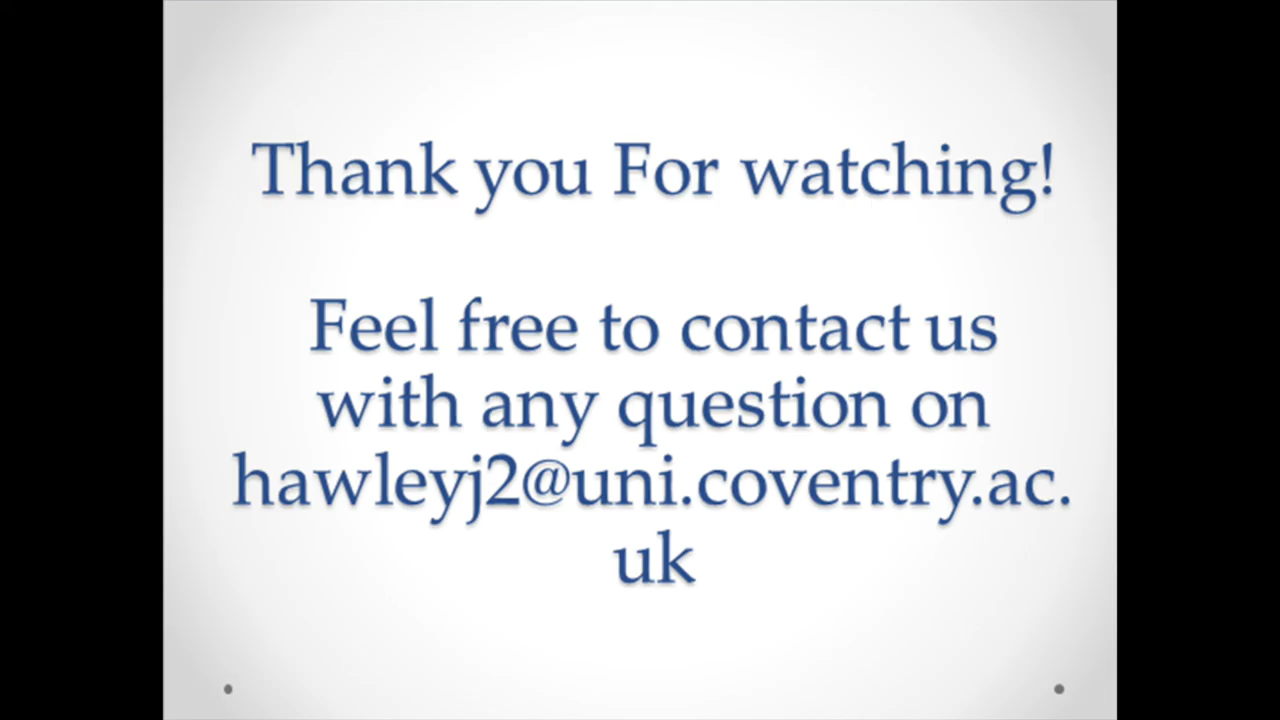 Thank you For watching!
Feel free to contact us
with any question on
hawleyj2@uni.coventry.ac.
uk